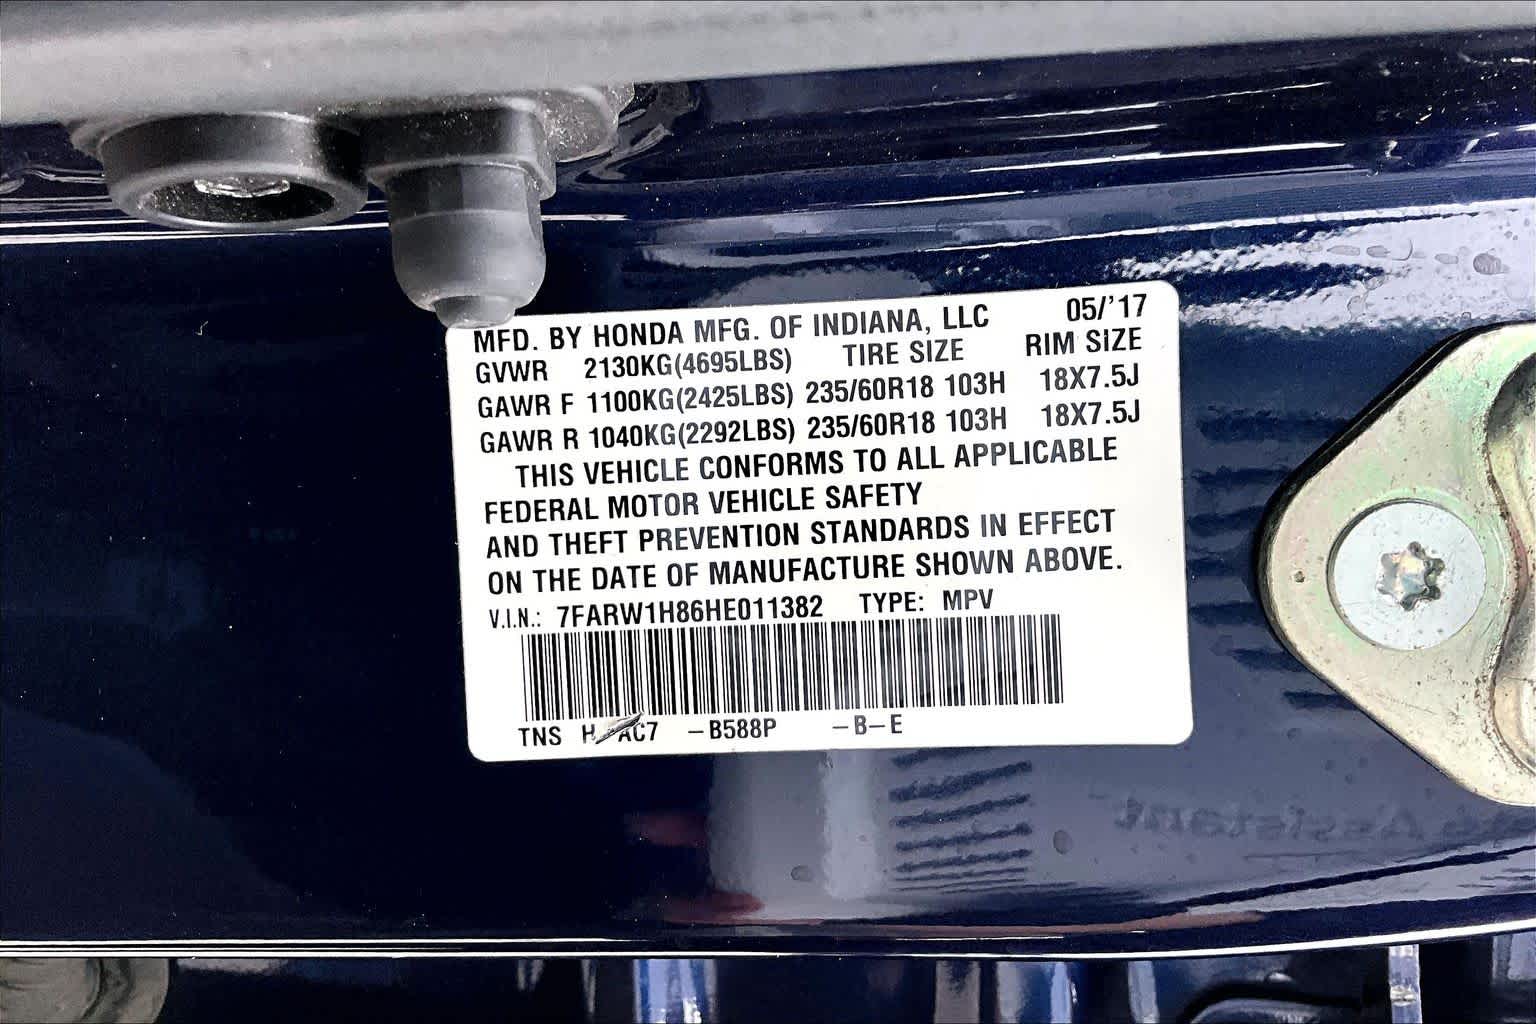 MFD. BY HONDA MFG. OF INDIANA, LLC 05/'17
GVWR 2130KG(4695LBS) TIRE SIZE RIM SIZE
GAWR F 1100KG(2425LBS) 235/60R18 103H 18X7.5J
GAWR R 1040KG(2292LBS) 235/60R18 103H 18X7.5J
THIS VEHICLE CONFORMS TO ALL APPLICABLE
FEDERAL MOTOR VEHICLE SAFETY
AND THEFT PREVENTION STANDARDS IN EFFECT
ON THE DATE OF MANUFACTURE SHOWN ABOVE.
V.I.N.: 7FARW1H86HE011382 TYPE: MPV
TNS -B588P -B-E